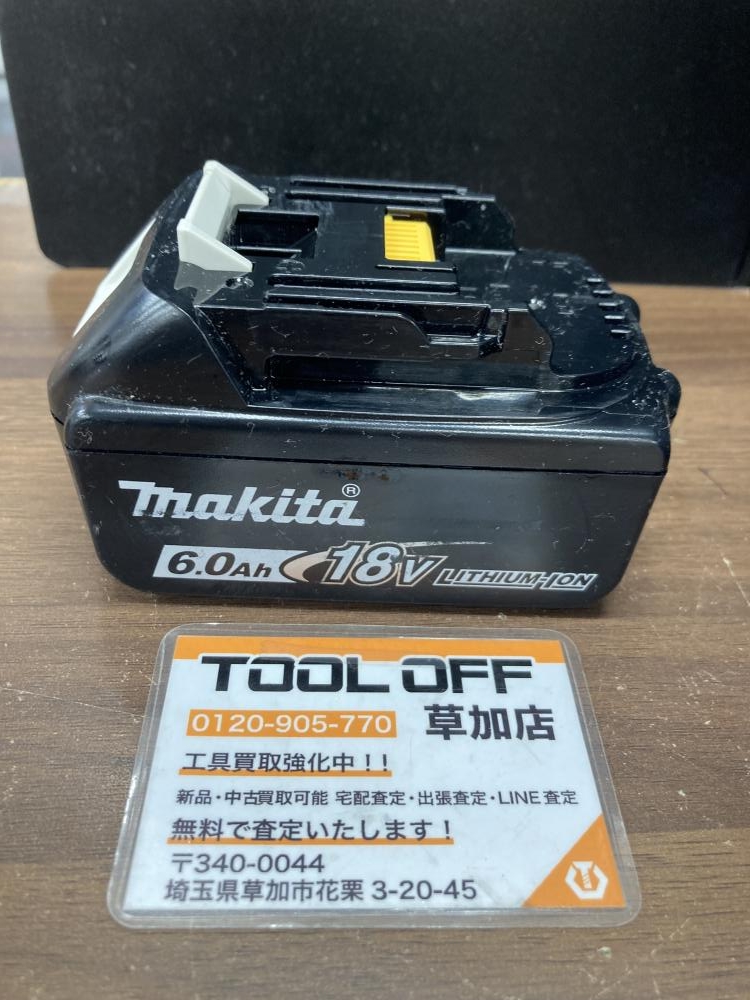 makita®
6.0Ah 18V LITHIUM-ION
TOOL OFF
0120-905-770 草加店
工具買取強化中！！
新品・中古買取可能 宅配査定・出張査定・LINE査定
無料で査定いたします！
〒340-0044
埼玉県草加市花栗3-20-45